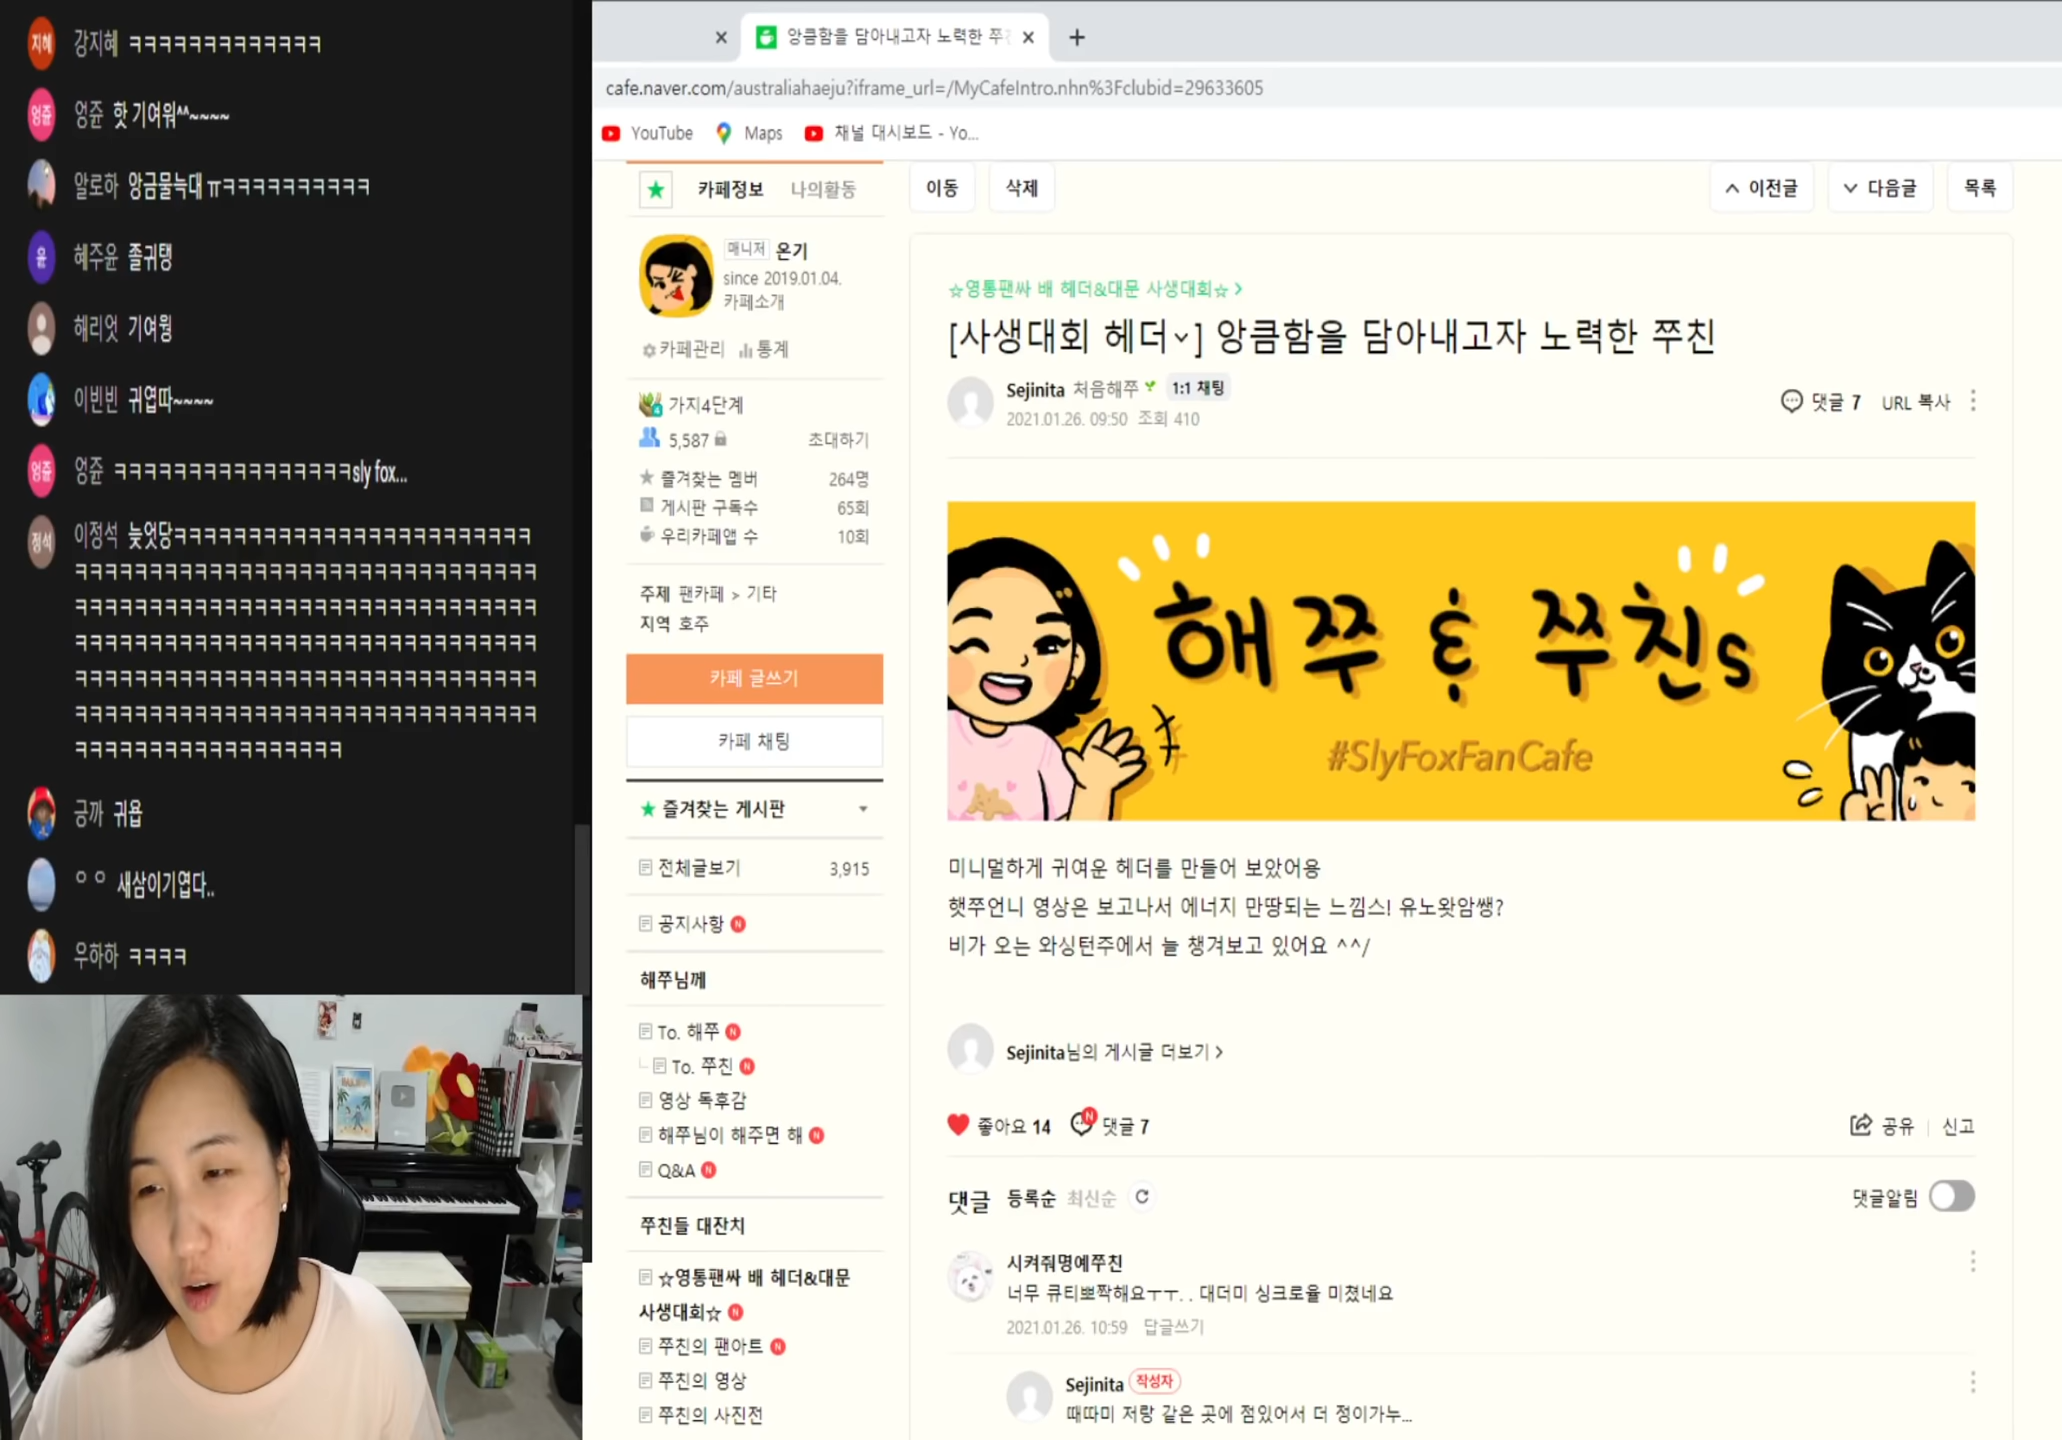 지혜 강지혜 ㅋㅋㅋㅋㅋㅋㅋㅋㅋㅋㅋㅋㅋ
엉쥰 엉쥰 핫 기여워^^~~~~
알로하 앙금물늑대 ㅠㅋㅋㅋㅋㅋㅋㅋㅋㅋㅋ
윤 혜주윤 졸귀탱
해리엇 기여웡
이빈빈 귀엽따~~~~
엉쥰 엉쥰 ㅋㅋㅋㅋㅋㅋㅋㅋㅋㅋㅋㅋㅋㅋㅋㅋsly fox...
정석 이정석 늦엇당ㅋㅋㅋㅋㅋㅋㅋㅋㅋㅋㅋㅋㅋㅋㅋㅋㅋㅋㅋㅋㅋㅋㅋㅋ
ㅋㅋㅋㅋㅋㅋㅋㅋㅋㅋㅋㅋㅋㅋㅋㅋㅋㅋㅋㅋㅋㅋㅋㅋㅋㅋㅋㅋㅋㅋㅋ
ㅋㅋㅋㅋㅋㅋㅋㅋㅋㅋㅋㅋㅋㅋㅋㅋㅋㅋㅋㅋㅋㅋㅋㅋㅋㅋㅋㅋㅋㅋㅋ
ㅋㅋㅋㅋㅋㅋㅋㅋㅋㅋㅋㅋㅋㅋㅋㅋㅋㅋㅋㅋㅋㅋㅋㅋㅋㅋㅋㅋㅋㅋㅋ
ㅋㅋㅋㅋㅋㅋㅋㅋㅋㅋㅋㅋㅋㅋㅋㅋㅋㅋㅋㅋㅋㅋㅋㅋㅋㅋㅋㅋㅋㅋㅋ
ㅋㅋㅋㅋㅋㅋㅋㅋㅋㅋㅋㅋㅋㅋㅋㅋㅋㅋㅋㅋㅋㅋㅋㅋㅋㅋㅋㅋㅋㅋㅋ
ㅋㅋㅋㅋㅋㅋㅋㅋㅋㅋㅋㅋㅋㅋㅋㅋㅋㅋ
긍까 귀욥
ㅇㅇ 새삼이기엽다..
우하하 ㅋㅋㅋㅋ
앙큼함을 담아내고자 노력한 쭈친
cafe.naver.com/australiahaeju?iframe_url=/MyCafeIntro.nhn%3Fclubid=29633605
YouTube Maps 채널 대시보드 - Yo...
카페정보 나의활동
매니저 온기
since 2019.01.04.
카페소개
카페관리 통계
가지4단계
5,587 초대하기
즐겨찾는 멤버 264명
게시판 구독수 65회
우리카페앱 수 10회
주제 팬카페 > 기타
지역 호주
카페 글쓰기
카페 채팅
즐겨찾는 게시판
전체글보기 3,915
공지사항 N
해쭈님께
To. 해쭈 N
To. 쭈친 N
영상 독후감
해쭈님이 해주면 해 N
Q&A N
쭈친들 대잔치
☆영통팬싸 배 헤더&대문
사생대회☆ N
쭈친의 팬아트 N
쭈친의 영상
쭈친의 사진전
이동 삭제 이전글 다음글 목록
☆영통팬싸 배 헤더&대문 사생대회☆ >
[사생대회 헤더⌄] 앙큼함을 담아내고자 노력한 쭈친
Sejinita 처음해쭈 1:1 채팅
2021.01.26. 09:50 조회 410
댓글 7 URL 복사
해쭈 & 쭈친s
#SlyFoxFanCafe
미니멀하게 귀여운 헤더를 만들어 보았어용
햇쭈언니 영상은 보고나서 에너지 만땅되는 느낌스! 유노왓암쌩?
비가 오는 와싱턴주에서 늘 챙겨보고 있어요 ^^/
Sejinita님의 게시글 더보기 >
좋아요 14 N 댓글 7 공유 신고
댓글 등록순 최신순 댓글알림
시켜줘명예쭈친
너무 큐티뽀짝해요ㅜㅜ. . 대더미 싱크로율 미쳤네요
2021.01.26. 10:59 답글쓰기
Sejinita 작성자
때따미 저랑 같은 곳에 점있어서 더 정이가누...